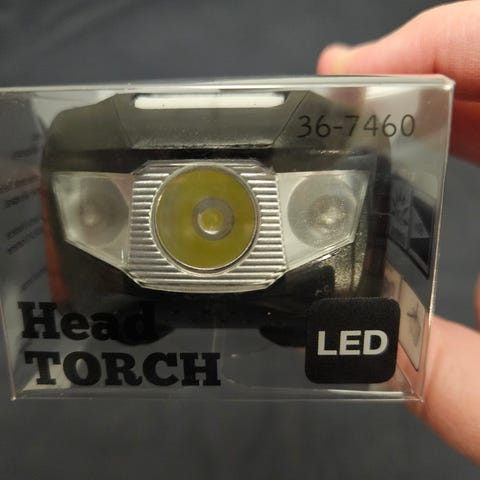 36-7460
Head
TORCH
LED